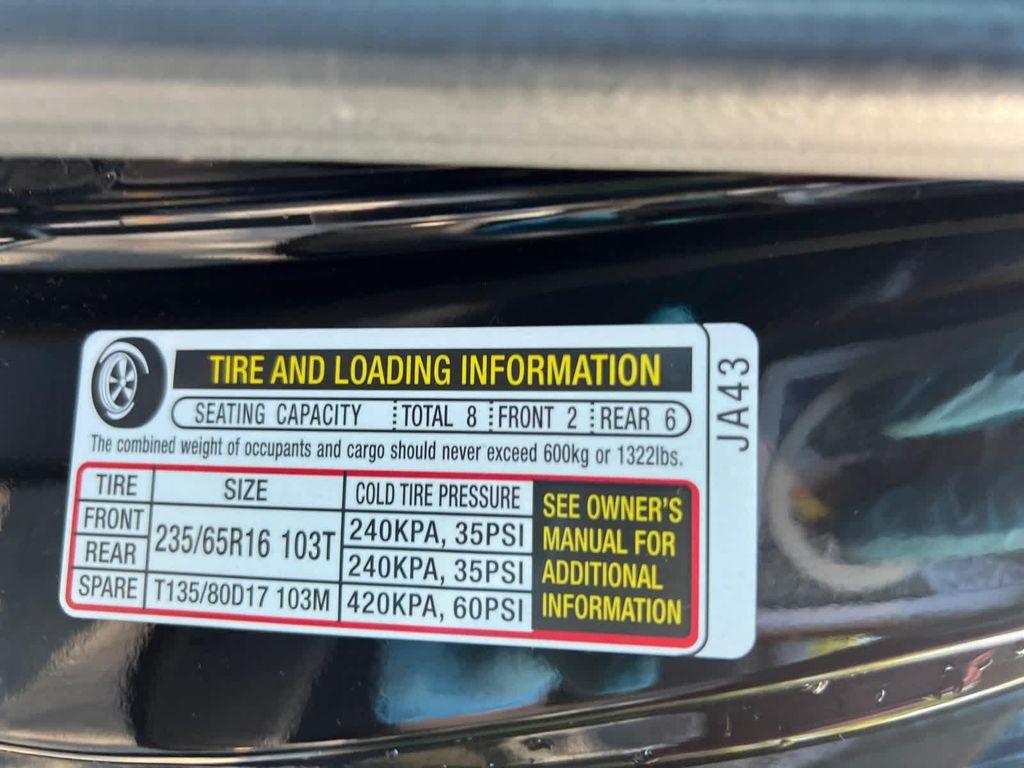 TIRE AND LOADING INFORMATION
SEATING CAPACITY TOTAL 8 FRONT 2 REAR 6
The combined weight of occupants and cargo should never exceed 600kg or 1322lbs.
TIRE SIZE COLD TIRE PRESSURE
FRONT 235/65R16 103T 240KPA, 35PSI
REAR 240KPA, 35PSI
SPARE T135/80D17 103M 420KPA, 60PSI
SEE OWNER'S
MANUAL FOR
ADDITIONAL
INFORMATION
JA43